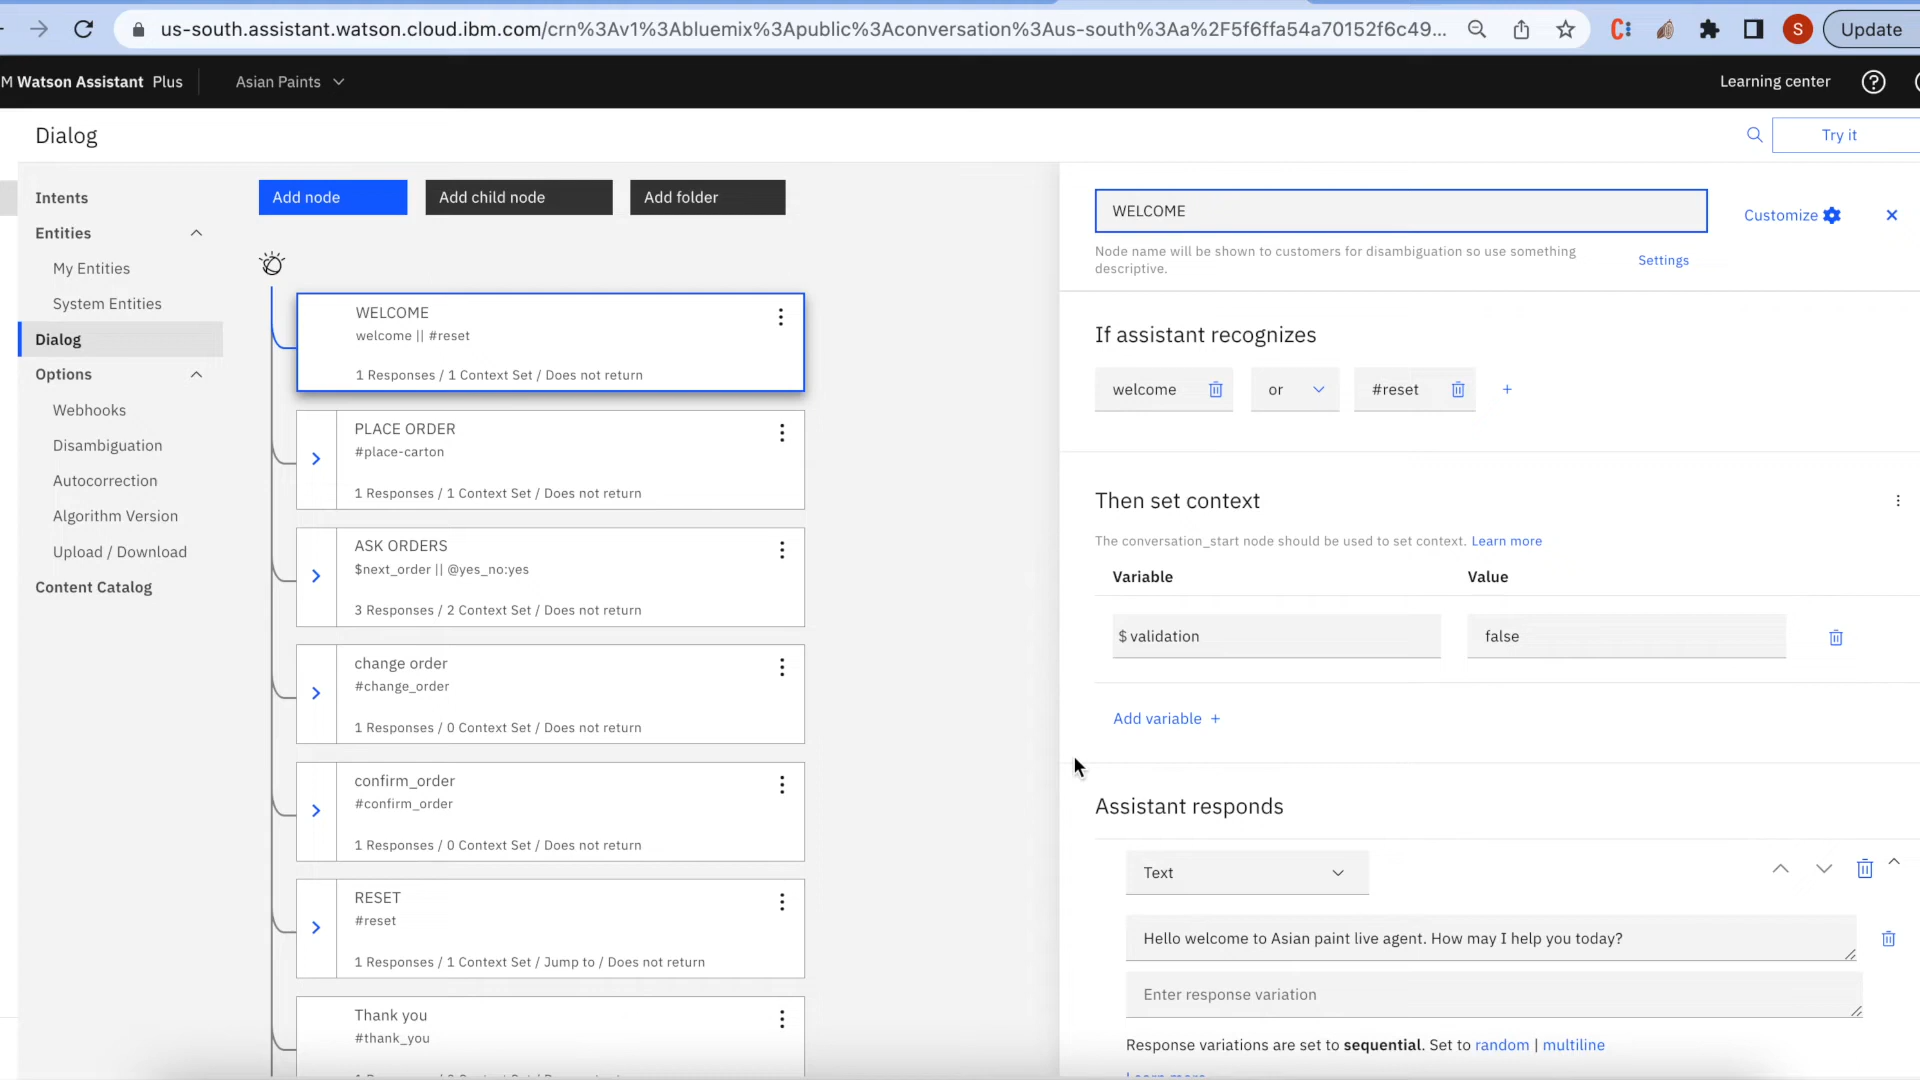 us-south.assistant.watson.cloud.ibm.com/crn%3Av1%3Abluemix%3Apublic%3Aconversation%3Aus-south%3Aa%2F5f6ffa54a70152f6c49...
S
Update
M Watson Assistant Plus
Asian Paints
Learning center
Dialog
Try it
Intents
Entities
My Entities
System Entities
Dialog
Options
Webhooks
Disambiguation
Autocorrection
Algorithm Version
Upload / Download
Content Catalog
Add node
Add child node
Add folder
WELCOME
welcome || #reset
1 Responses / 1 Context Set / Does not return
PLACE ORDER
#place-carton
1 Responses / 1 Context Set / Does not return
ASK ORDERS
$next_order || @yes_no:yes
3 Responses / 2 Context Set / Does not return
change order
#change_order
1 Responses / 0 Context Set / Does not return
confirm_order
#confirm_order
1 Responses / 0 Context Set / Does not return
RESET
#reset
1 Responses / 1 Context Set / Jump to / Does not return
Thank you
#thank_you
WELCOME
Customize
Node name will be shown to customers for disambiguation so use something
descriptive.
Settings
If assistant recognizes
welcome
or
#reset
+
Then set context
The conversation_start node should be used to set context. Learn more
Variable
Value
$ validation
false
Add variable +
Assistant responds
Text
Hello welcome to Asian paint live agent. How may I help you today?
Enter response variation
Response variations are set to sequential. Set to random | multiline